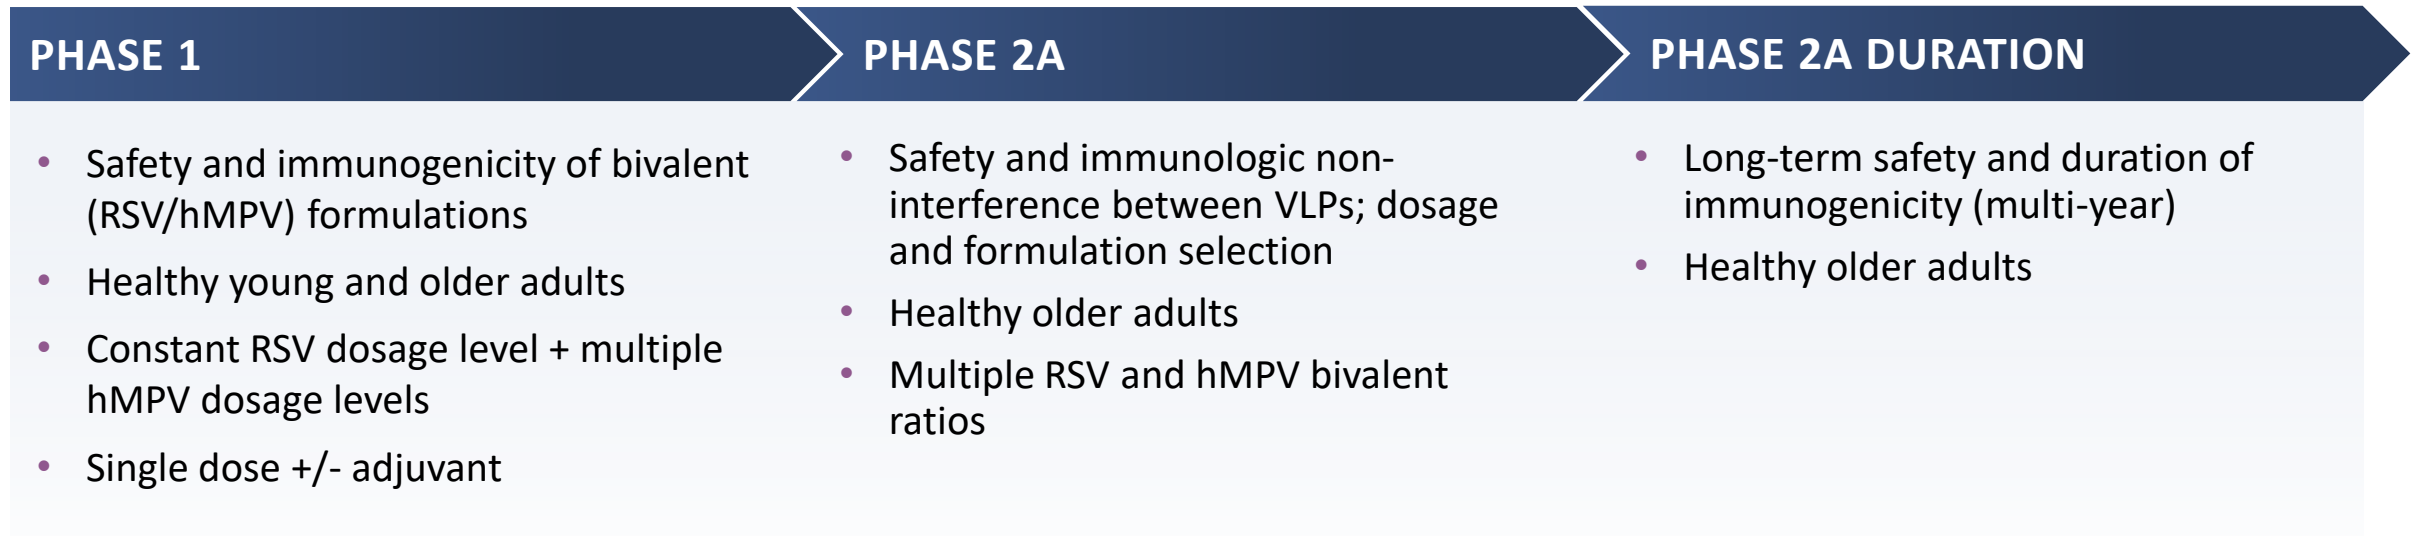 PHASE 1
• Safety and immunogenicity of bivalent
(RSV/hMPV) formulations
• Healthy young and older adults
• Constant RSV dosage level + multiple
hMPV dosage levels
• Single dose +/- adjuvant
PHASE 2A
• Safety and immunologic non-
interference between VLPs; dosage
and formulation selection
• Healthy older adults
• Multiple RSV and hMPV bivalent
ratios
PHASE 2A DURATION
• Long-term safety and duration of
immunogenicity (multi-year)
• Healthy older adults